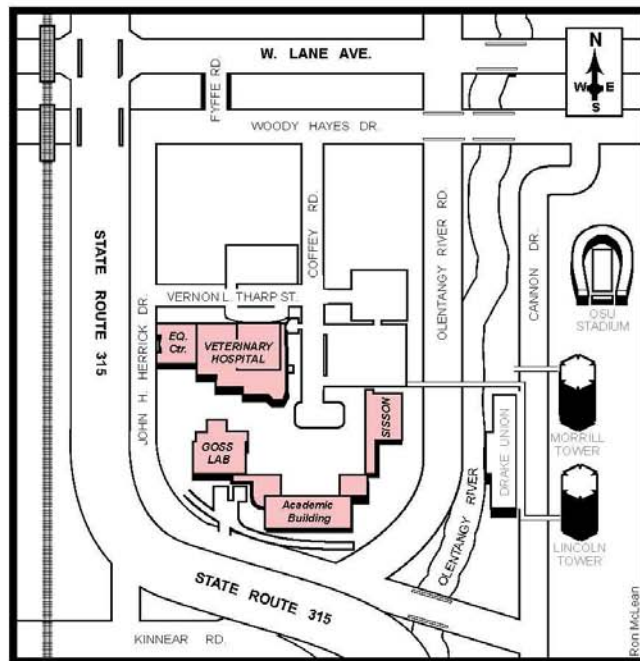 W. LANE AVE.
N
W E
S
FYFFE RD.
WOODY HAYES DR.
STATE ROUTE 315
JOHN H. HERRICK DR.
COFFEY RD.
OLENTANGY RIVER RD.
CANNON DR.
OSU
STADIUM
VERNON L. THARP ST.
EQ.
Ctr.
VETERINARY
HOSPITAL
SISSON
GOSS
LAB
Academic
Building
DRAKE UNION
MORRILL
TOWER
OLENTANGY RIVER
LINCOLN
TOWER
STATE ROUTE 315
KINNEAR RD.
Ron McLean